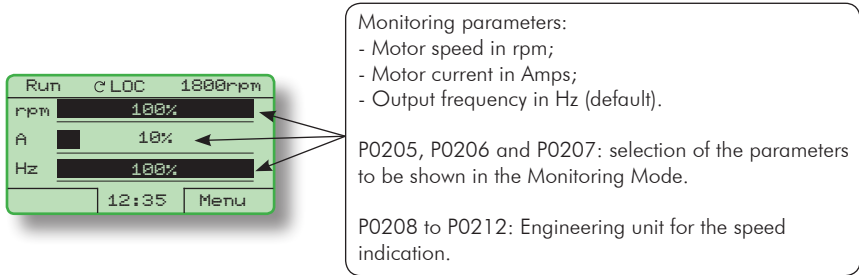 Run ↻LOC 1800rpm
rpm 100%
A 10%
Hz 100%
12:35 Menu
Monitoring parameters:
- Motor speed in rpm;
- Motor current in Amps;
- Output frequency in Hz (default).
P0205, P0206 and P0207: selection of the parameters
to be shown in the Monitoring Mode.
P0208 to P0212: Engineering unit for the speed
indication.